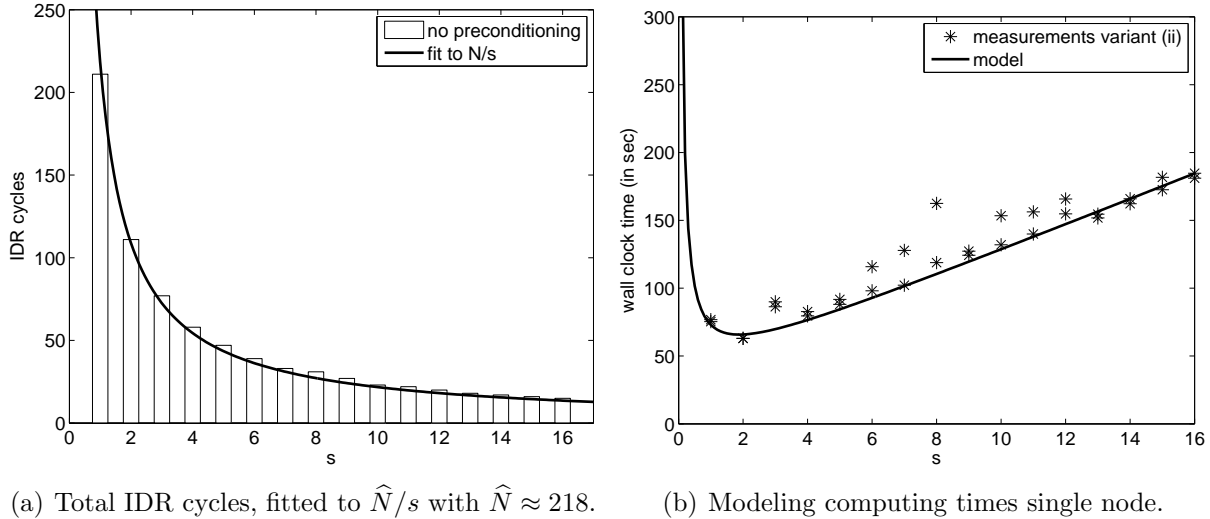 250
200
150
100
50
0
IDR cycles
no preconditioning
fit to N/s
0 2 4 6 8 10 12 14 16
s
(a) Total IDR cycles, fitted to N̂/s with N̂ ≈ 218.
300
250
200
150
100
50
0
wall clock time (in sec)
measurements variant (ii)
model
0 2 4 6 8 10 12 14 16
s
(b) Modeling computing times single node.